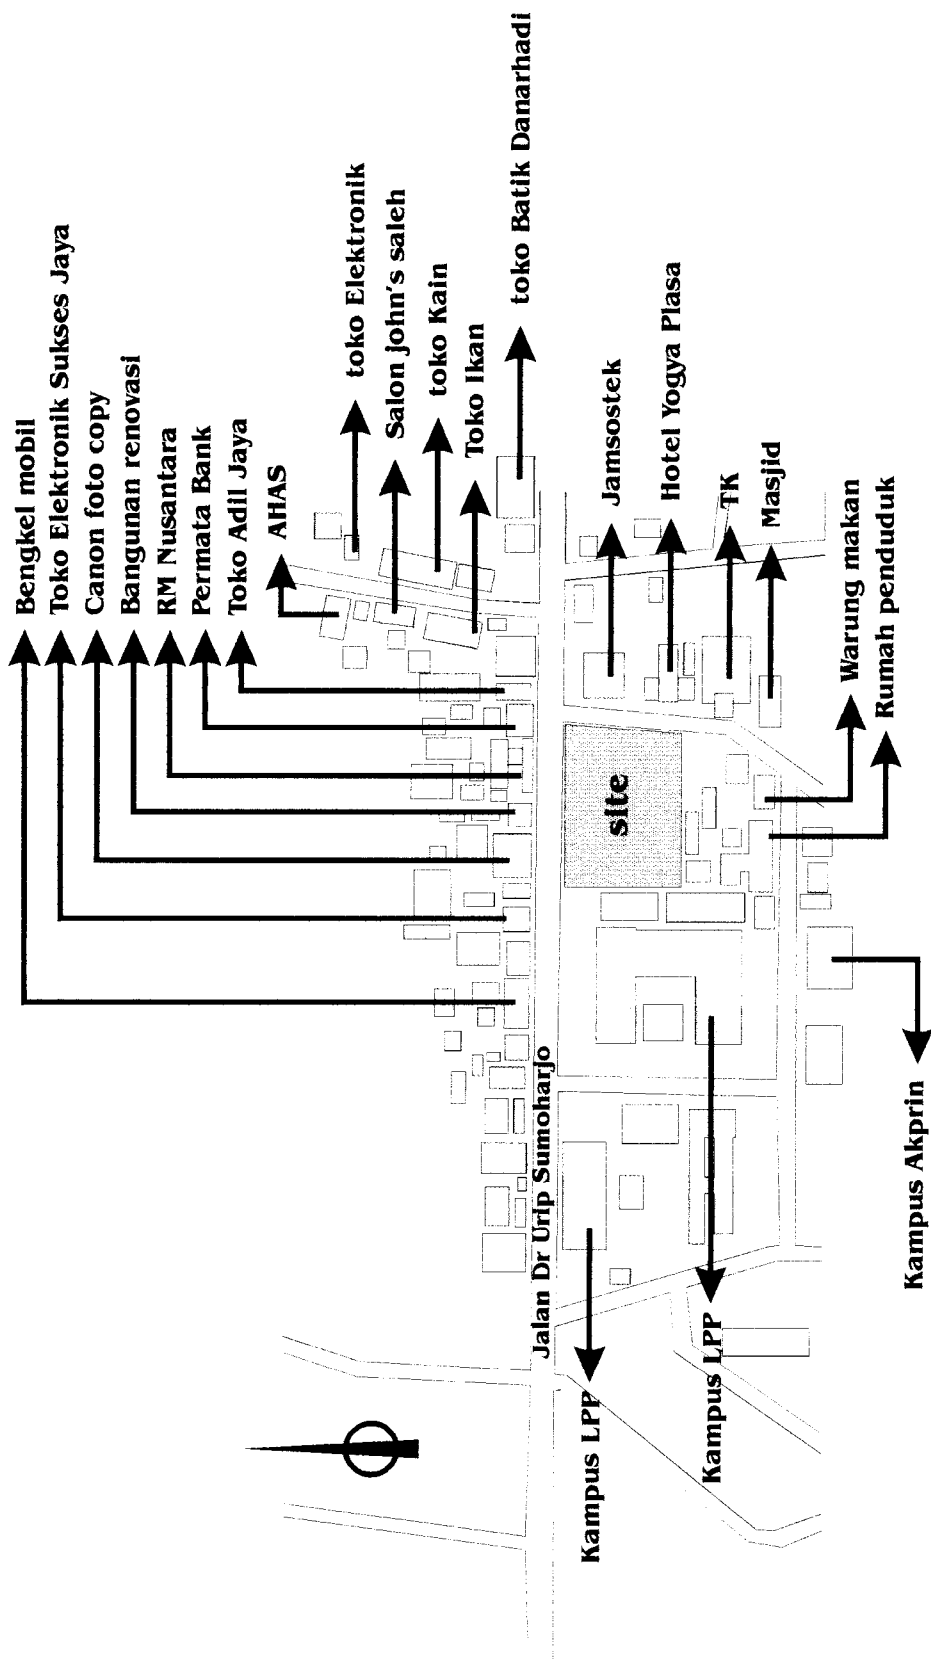 Bengkel mobil
Toko Elektronik Sukses Jaya
Canon foto copy
Bangunan renovasi
RM Nusantara
Permata Bank
Toko Adil Jaya
AHAS
toko Elektronik
Salon john's saleh
toko Kain
Toko Ikan
toko Batik Danarhadi
Jalan Dr Urip Sumoharjo
site
Jamsostek
Hotel Yogya Plasa
TK
Masjid
Warung makan
Rumah penduduk
Kampus LPP
Kampus LPP
Kampus Akprin